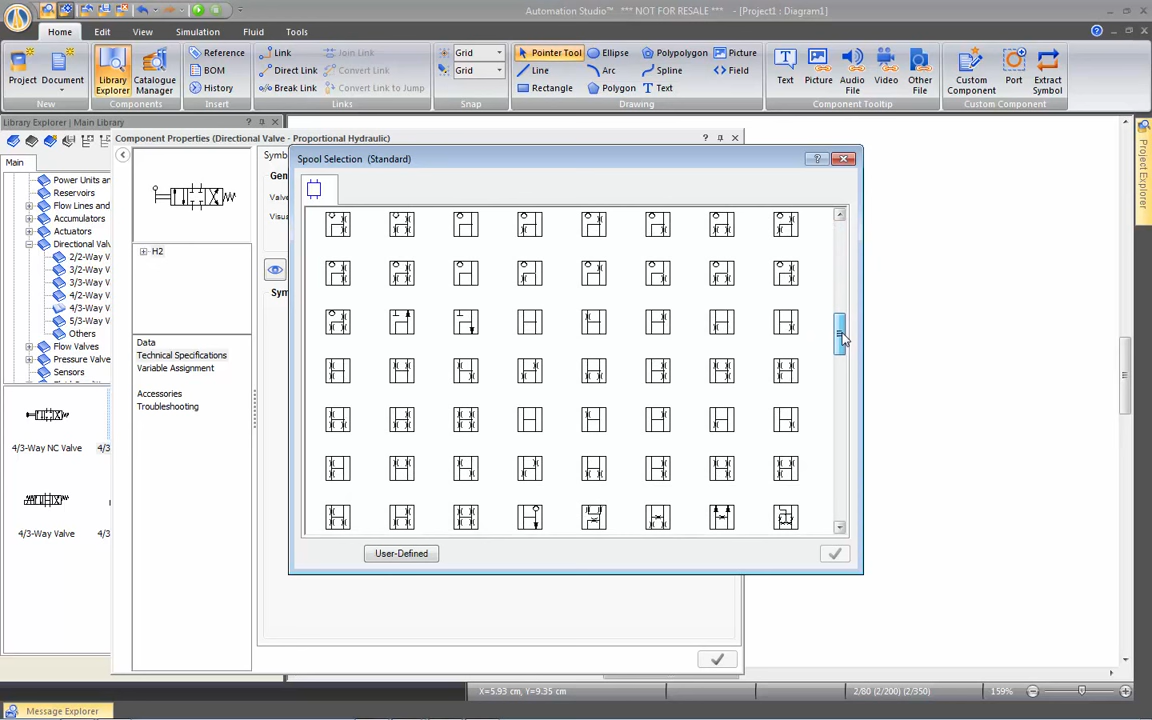 Automation Studio™ *** NOT FOR RESALE *** - [Project1 : Diagram1]
Home Edit View Simulation Fluid Tools
Project
Document
New
Library Explorer
Catalogue Manager
Components
Reference
BOM
History
Insert
Link
Direct Link
Break Link
Join Link
Convert Link
Convert Link to Jump
Links
Grid
Grid
Snap
Pointer Tool
Line
Rectangle
Ellipse
Arc
Polygon
Polypolygon
Spline
Text
Picture
Field
Drawing
Text
Picture
Audio File
Video
Other File
Component Tooltip
Custom Component
Port
Extract Symbol
Custom Component
Library Explorer | Main Library
Main
Power Units and
Reservoirs
Flow Lines and
Accumulators
Actuators
Directional Valv
2/2-Way V
3/2-Way V
3/3-Way V
4/2-Way V
4/3-Way V
5/3-Way V
Others
Flow Valves
Pressure Valve
Sensors
4/3-Way NC Valve
4/3
4/3-Way Valve
4/3
Component Properties (Directional Valve - Proportional Hydraulic)
H2
Data
Technical Specifications
Variable Assignment
Accessories
Troubleshooting
Symb
Gen
Valve
Visua
Sym
Spool Selection (Standard)
User-Defined
Project Explorer
X=5.93 cm, Y=9.35 cm
2/80 (2/200) (2/350)
159%
Message Explorer